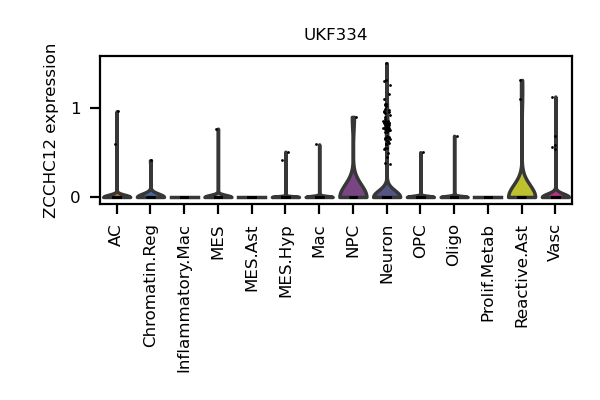 UKF334
ZCCHC12 expression
1
0
AC
Chromatin.Reg
Inflammatory.Mac
MES
MES.Ast
MES.Hyp
Mac
NPC
Neuron
OPC
Oligo
Prolif.Metab
Reactive.Ast
Vasc